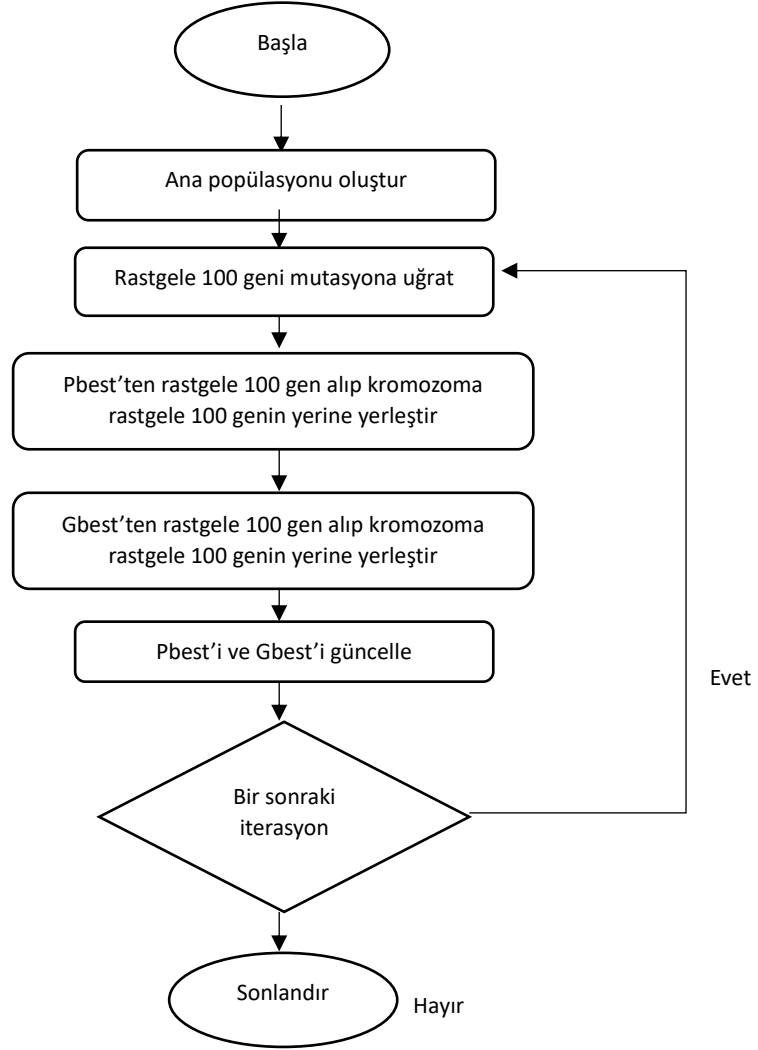 Başla
Ana popülasyonu oluştur
Rastgele 100 geni mutasyona uğrat
Pbest’ten rastgele 100 gen alıp kromozoma
rastgele 100 genin yerine yerleştir
Gbest’ten rastgele 100 gen alıp kromozoma
rastgele 100 genin yerine yerleştir
Pbest’i ve Gbest’i güncelle
Evet
Bir sonraki
iterasyon
Sonlandır
Hayır